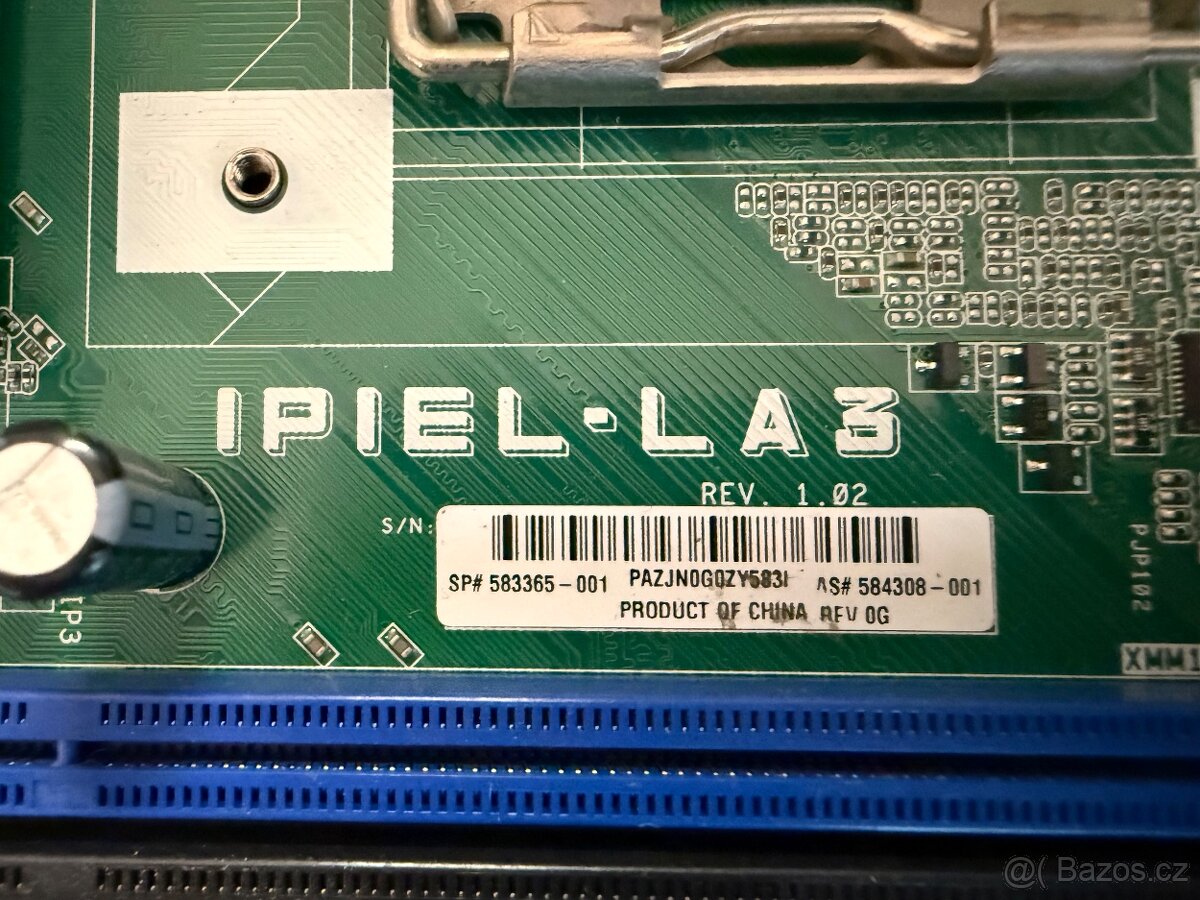 IPIEL-LA3
REV. 1.02
S/N:
SP# 583365-001 PAZJN0G0ZY583I AS# 584308-001
PRODUCT OF CHINA REV 0G
PJP102
IP3
XMM1
@( Bazos.cz